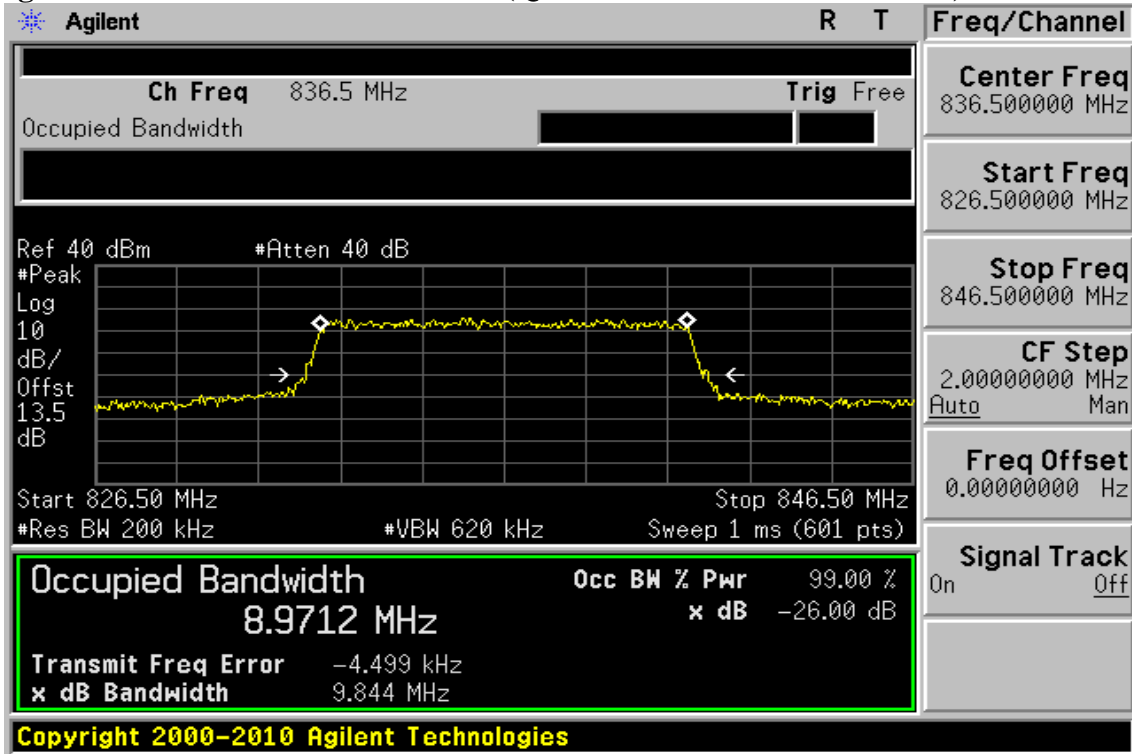 Agilent R T
Ch Freq 836.5 MHz Trig Free
Occupied Bandwidth
Ref 40 dBm #Atten 40 dB
#Peak
Log
10
dB/
Offst
13.5
dB
Start 826.50 MHz Stop 846.50 MHz
#Res BW 200 kHz #VBW 620 kHz Sweep 1 ms (601 pts)
Occupied Bandwidth Occ BW % Pwr 99.00 %
8.9712 MHz x dB -26.00 dB
Transmit Freq Error -4.499 kHz
x dB Bandwidth 9.844 MHz
Copyright 2000-2010 Agilent Technologies
Freq/Channel
Center Freq
836.500000 MHz
Start Freq
826.500000 MHz
Stop Freq
846.500000 MHz
CF Step
2.00000000 MHz
Auto Man
Freq Offset
0.00000000 Hz
Signal Track
On Off